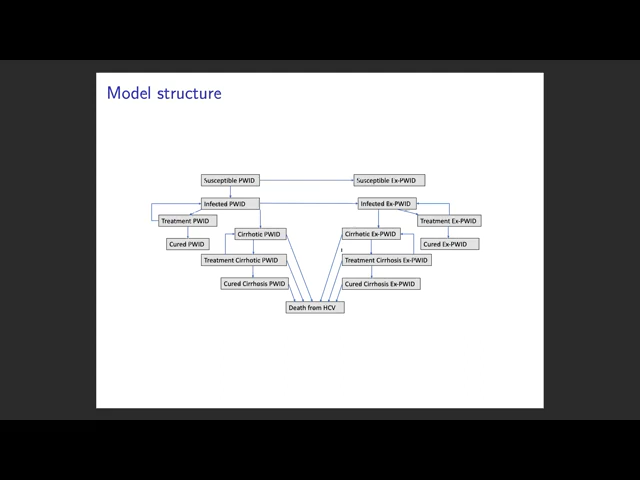 Model structure
Susceptible PWID
Susceptible Ex-PWID
Infected PWID
Infected Ex-PWID
Treatment PWID
Treatment Ex-PWID
Cured PWID
Cirrhotic PWID
Cirrhotic Ex-PWID
Cured Ex-PWID
Treatment Cirrhotic PWID
Treatment Cirrhosis Ex-PWID
Cured Cirrhosis PWID
Cured Cirrhosis Ex-PWID
Death from HCV